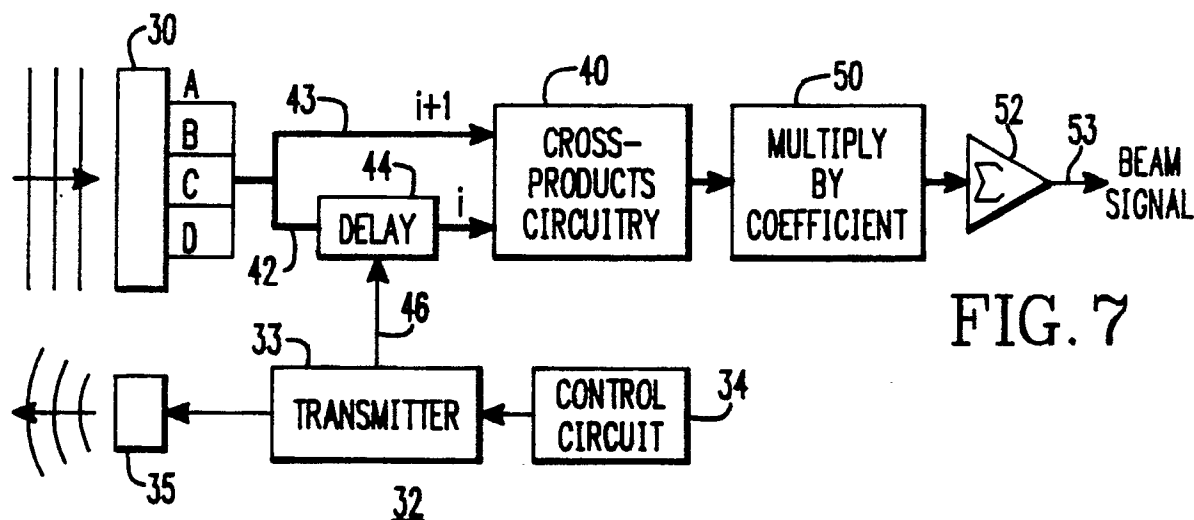 30
A
B
C
D
43
i+1
44
DELAY
i
42
46
40
CROSS-
PRODUCTS
CIRCUITRY
50
MULTIPLY
BY
COEFFICIENT
52
Σ
53
BEAM
SIGNAL
FIG. 7
33
TRANSMITTER
CONTROL
CIRCUIT
34
35
32